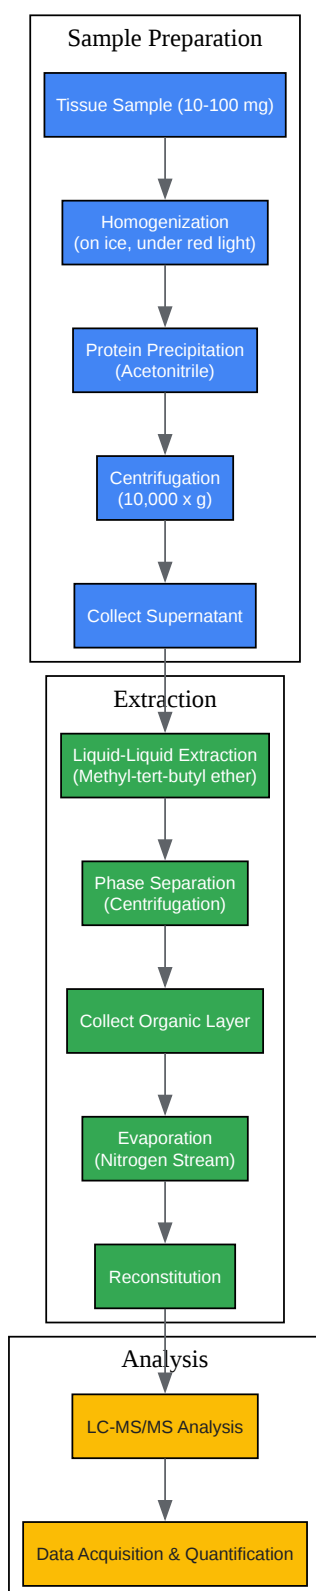 Sample Preparation
Tissue Sample (10-100 mg)
Homogenization
(on ice, under red light)
Protein Precipitation
(Acetonitrile)
Centrifugation
(10,000 x g)
Collect Supernatant
Extraction
Liquid-Liquid Extraction
(Methyl-tert-butyl ether)
Phase Separation
(Centrifugation)
Collect Organic Layer
Evaporation
(Nitrogen Stream)
Reconstitution
Analysis
LC-MS/MS Analysis
Data Acquisition & Quantification